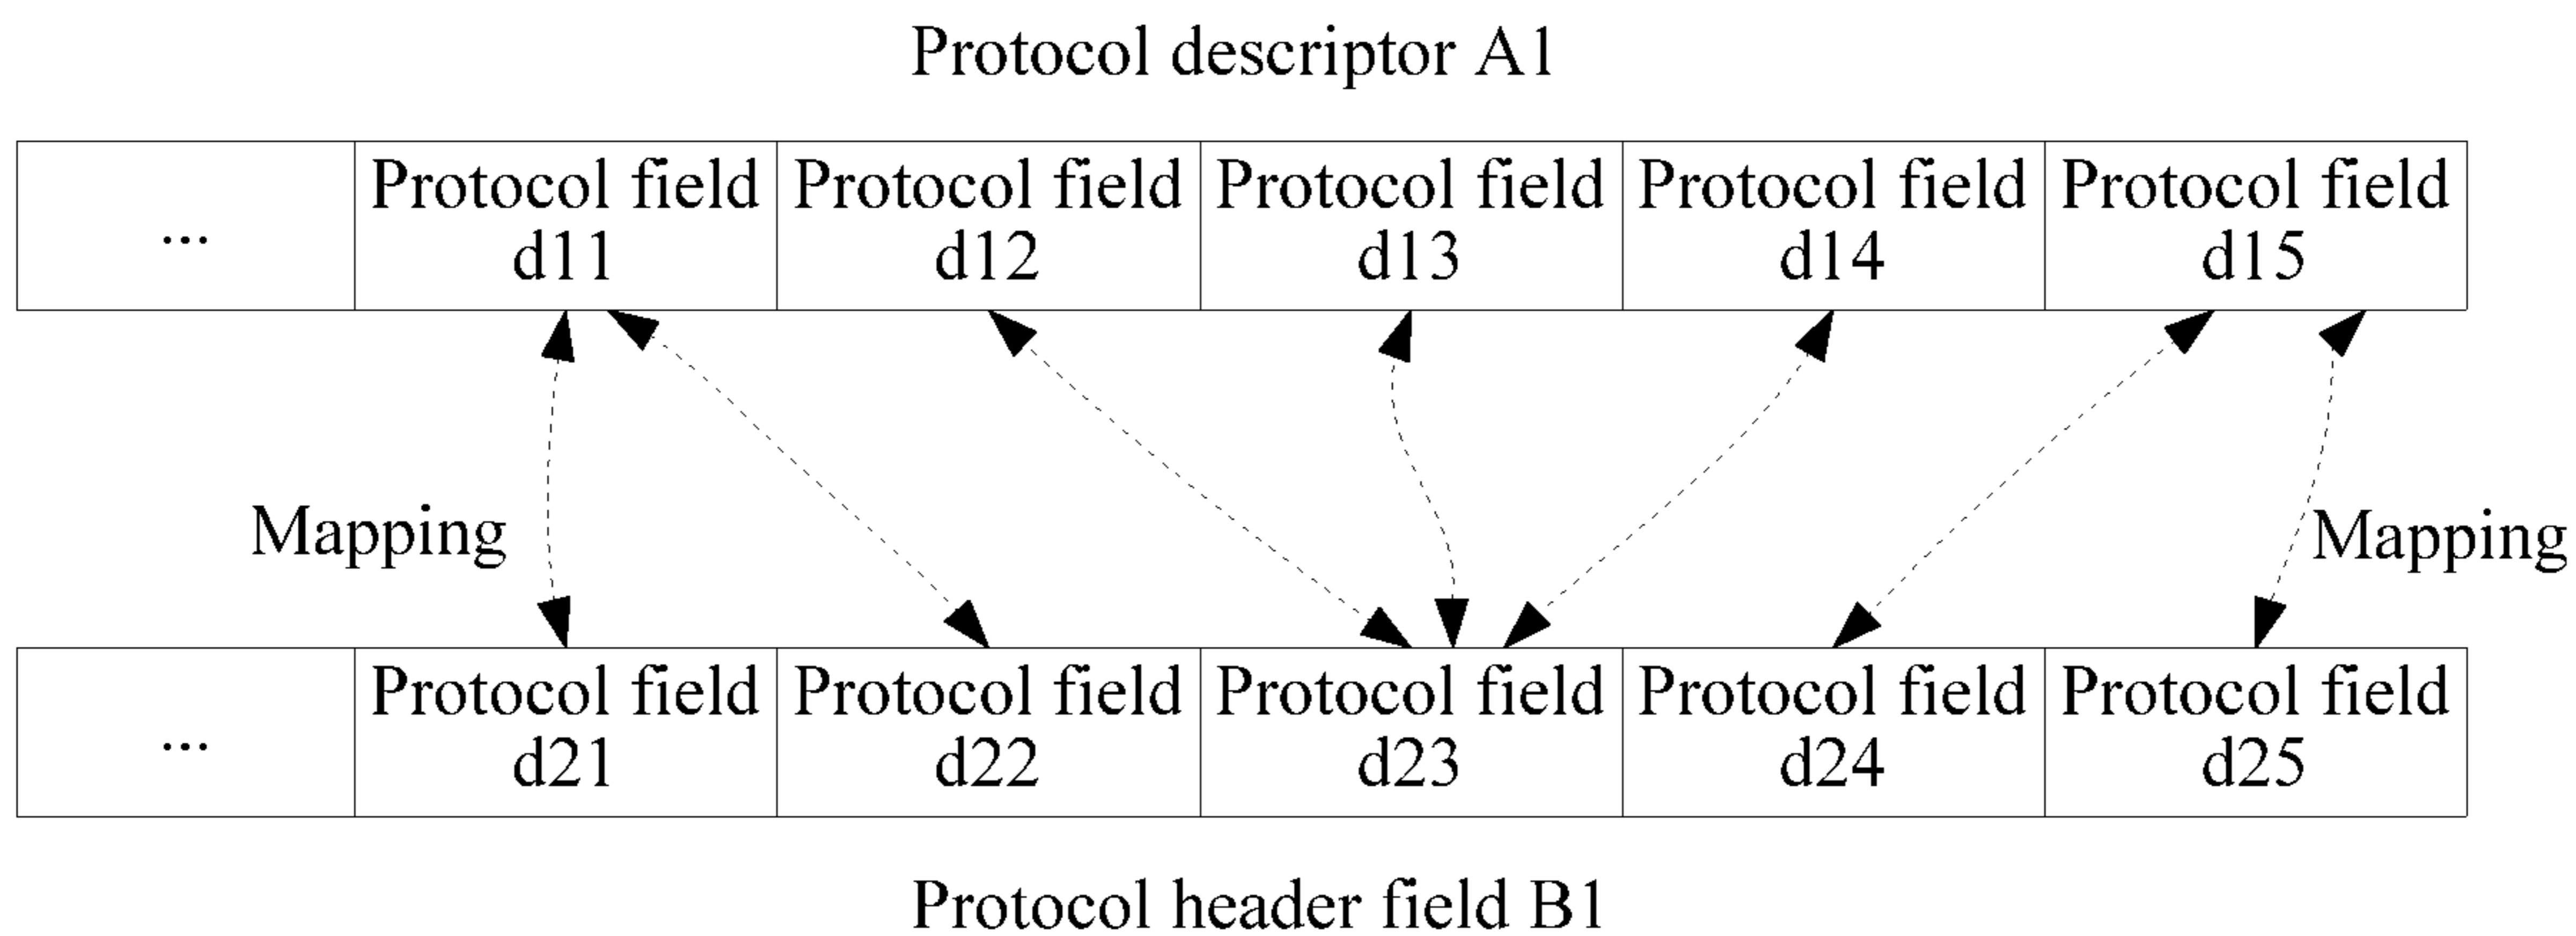 Protocol descriptor A1
...
Protocol field
d11
Protocol field
d12
Protocol field
d13
Protocol field
d14
Protocol field
d15
Mapping
Mapping
...
Protocol field
d21
Protocol field
d22
Protocol field
d23
Protocol field
d24
Protocol field
d25
Protocol header field B1